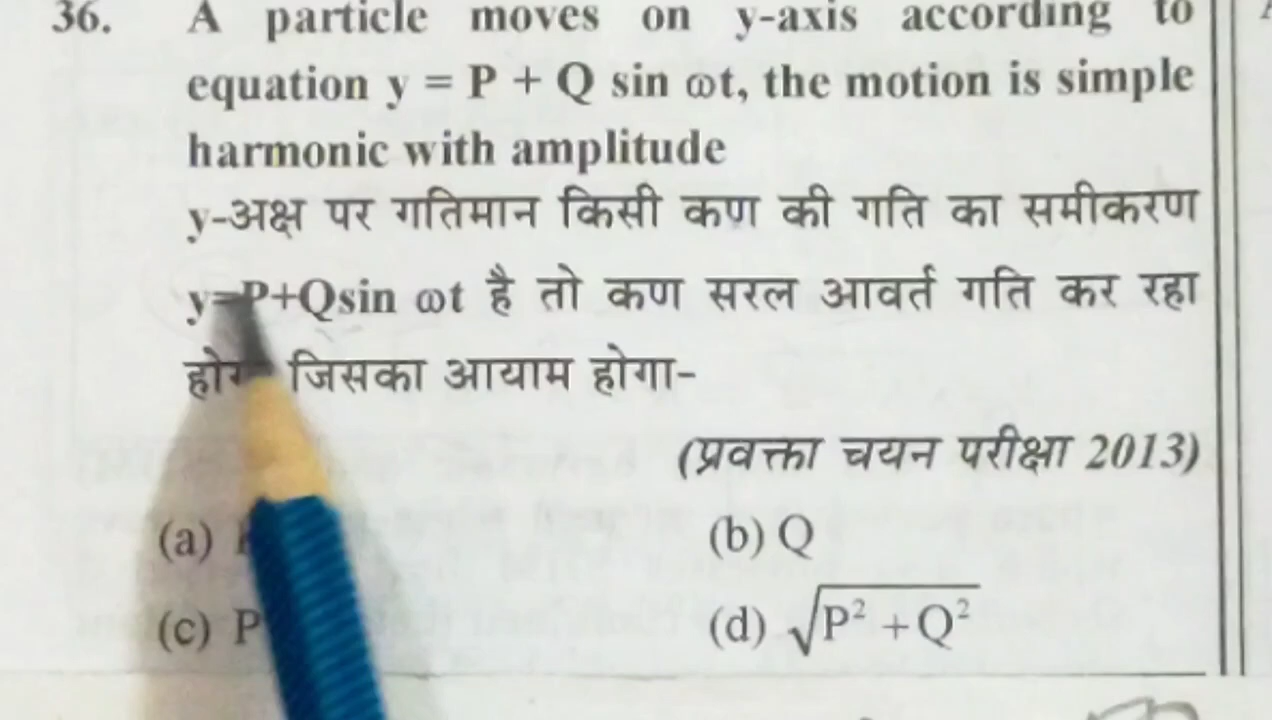 36. A particle moves on y-axis according to
equation y = P + Q sin ωt, the motion is simple
harmonic with amplitude
y-अक्ष पर गतिमान किसी कण की गति का समीकरण
y=P+Qsin ωt है तो कण सरल आवर्त गति कर रहा
जिसका आयाम होगा-
(प्रवक्ता चयन परीक्षा 2013)
(a) (b) Q
(c) P (d) √P² + Q²